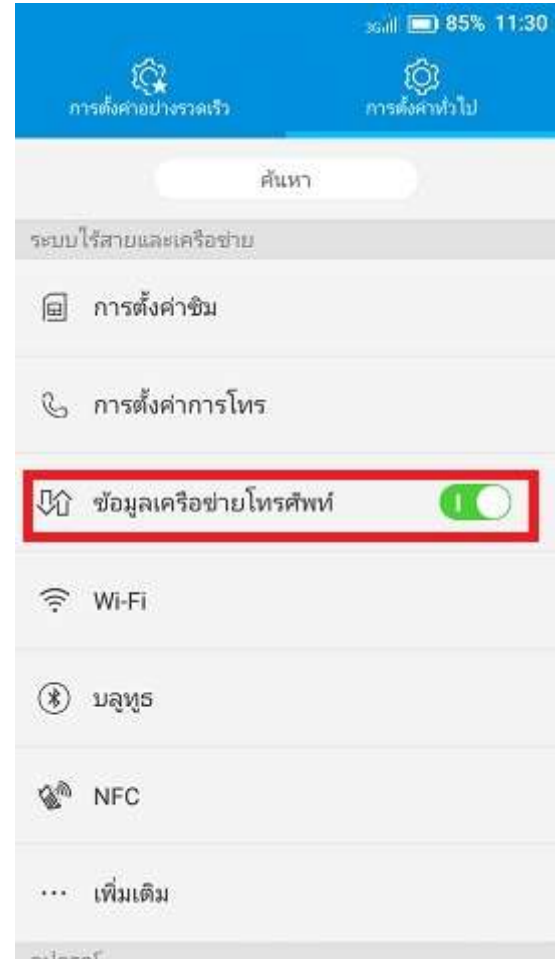 3G 85% 11:30
การตั้งค่าอย่างรวดเร็ว การตั้งค่าทั่วไป
ค้นหา
ระบบไร้สายและเครือข่าย
การตั้งค่าซิม
การตั้งค่าการโทร
ข้อมูลเครือข่ายโทรศัพท์
Wi-Fi
บลูทูธ
NFC
เพิ่มเติม